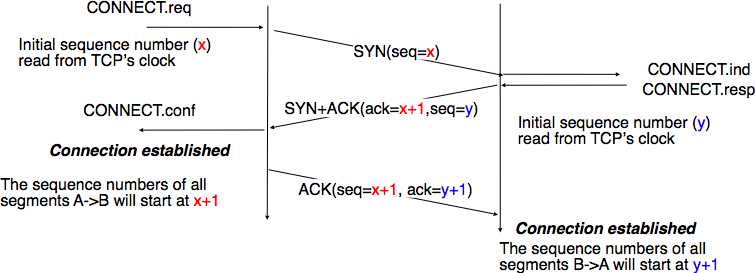 CONNECT.req
Initial sequence number (x)
read from TCP's clock
SYN(seq=x)
CONNECT.ind
CONNECT.resp
CONNECT.conf
SYN+ACK(ack=x+1,seq=y)
Initial sequence number (y)
read from TCP's clock
Connection established
The sequence numbers of all
segments A->B will start at x+1
ACK(seq=x+1, ack=y+1)
Connection established
The sequence numbers of all
segments B->A will start at y+1